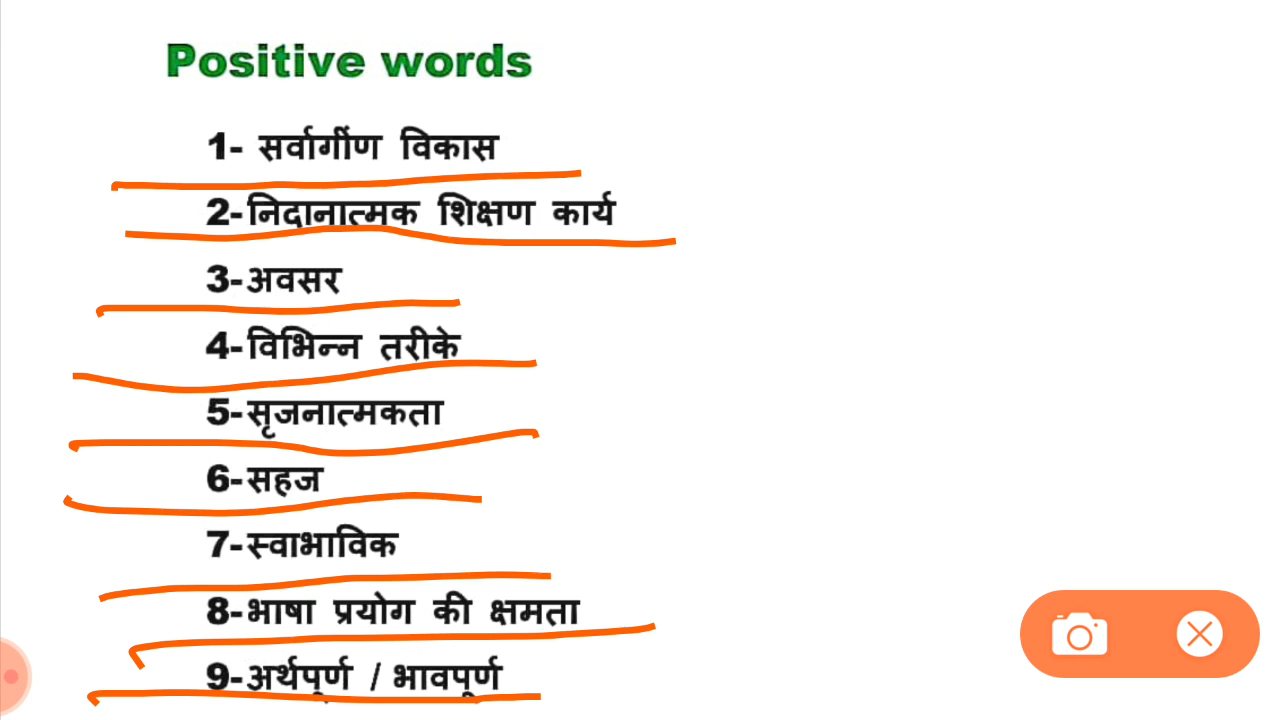 Positive words
1- सर्वागींण विकास
2-निदानात्मक शिक्षण कार्य
3-अवसर
4-विभिन्न तरीके
5-सृजनात्मकता
6-सहज
7-स्वाभाविक
8-भाषा प्रयोग की क्षमता
9-अर्थपूर्ण / भावपूर्ण